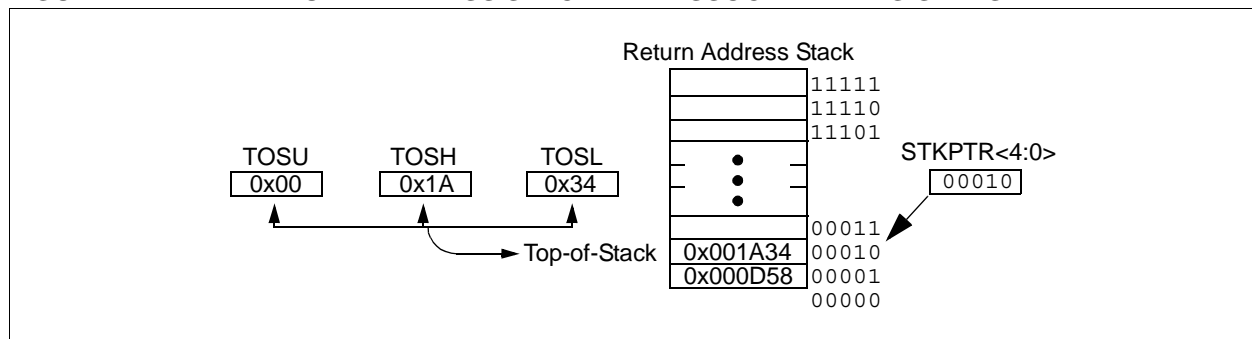 Return Address Stack
11111
11110
11101
TOSU TOSH TOSL STKPTR<4:0>
0x00 0x1A 0x34 00010
00011
Top-of-Stack 0x001A34 00010
0x000D58 00001
00000